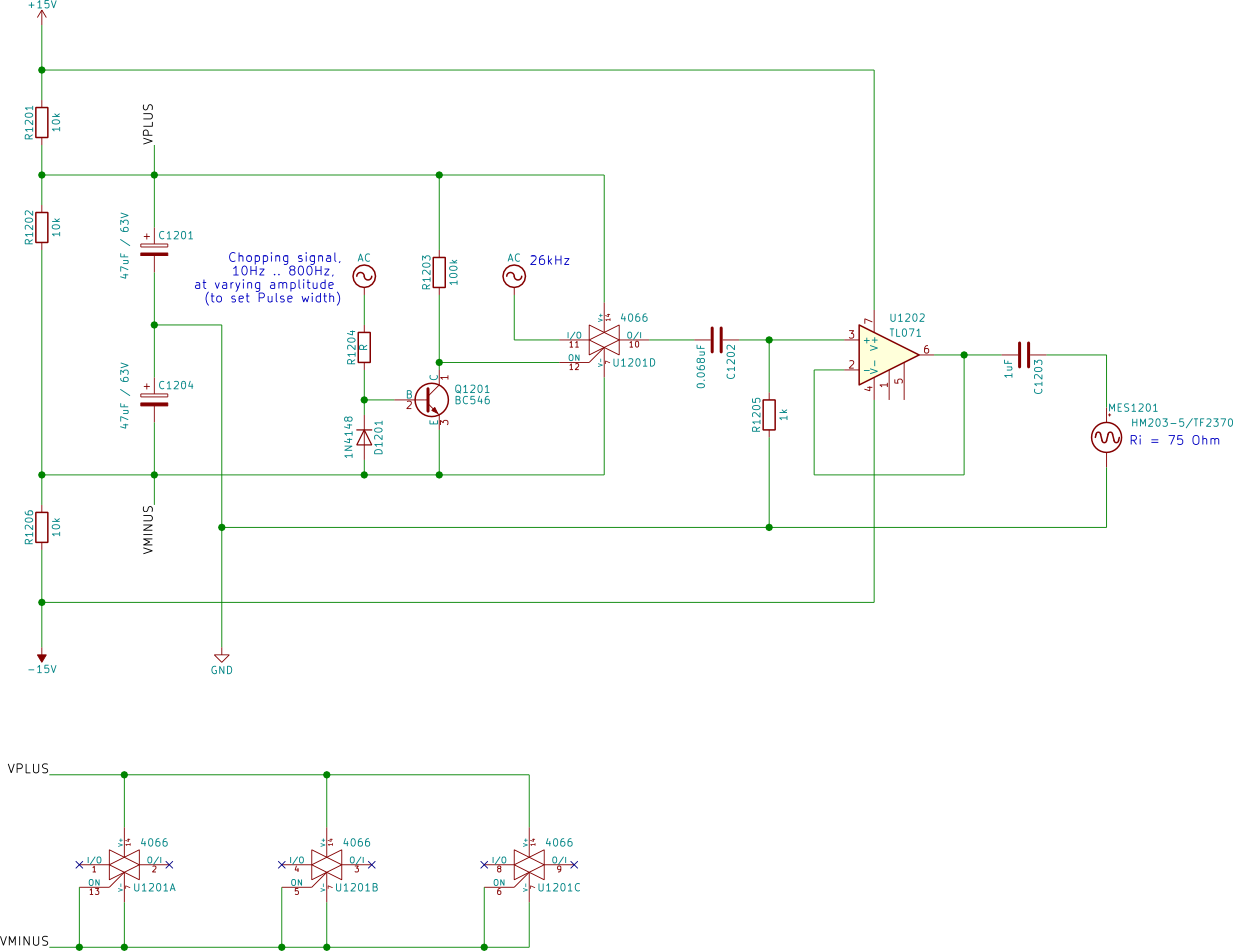 +15V
R1201
10k
VPLUS
R1202
10k
47uF / 63V
+
C1201
Chopping signal,
10Hz .. 800Hz,
at varying amplitude
(to set Pulse width)
AC
R1203
100k
AC
26kHz
R1204
R
V+
14
4066
I/O
11
O/I
10
ON
12
V-
7
U1201D
0.068uF
C1202
U1202
TL071
7
3
+
V+
2
-
V-
6
4
1
5
1uF
C1203
47uF / 63V
+
C1204
1N4148
D1201
B
2
C
1
E
3
Q1201
BC546
R1205
1k
MES1201
HM203-5/TF2370
Ri = 75 Ohm
R1206
10k
VMINUS
-15V
GND
VPLUS
V+
14
4066
I/O
1
O/I
2
ON
13
V-
7
U1201A
V+
14
4066
I/O
4
O/I
3
ON
5
V-
7
U1201B
V+
14
4066
I/O
8
O/I
9
ON
6
V-
7
U1201C
VMINUS